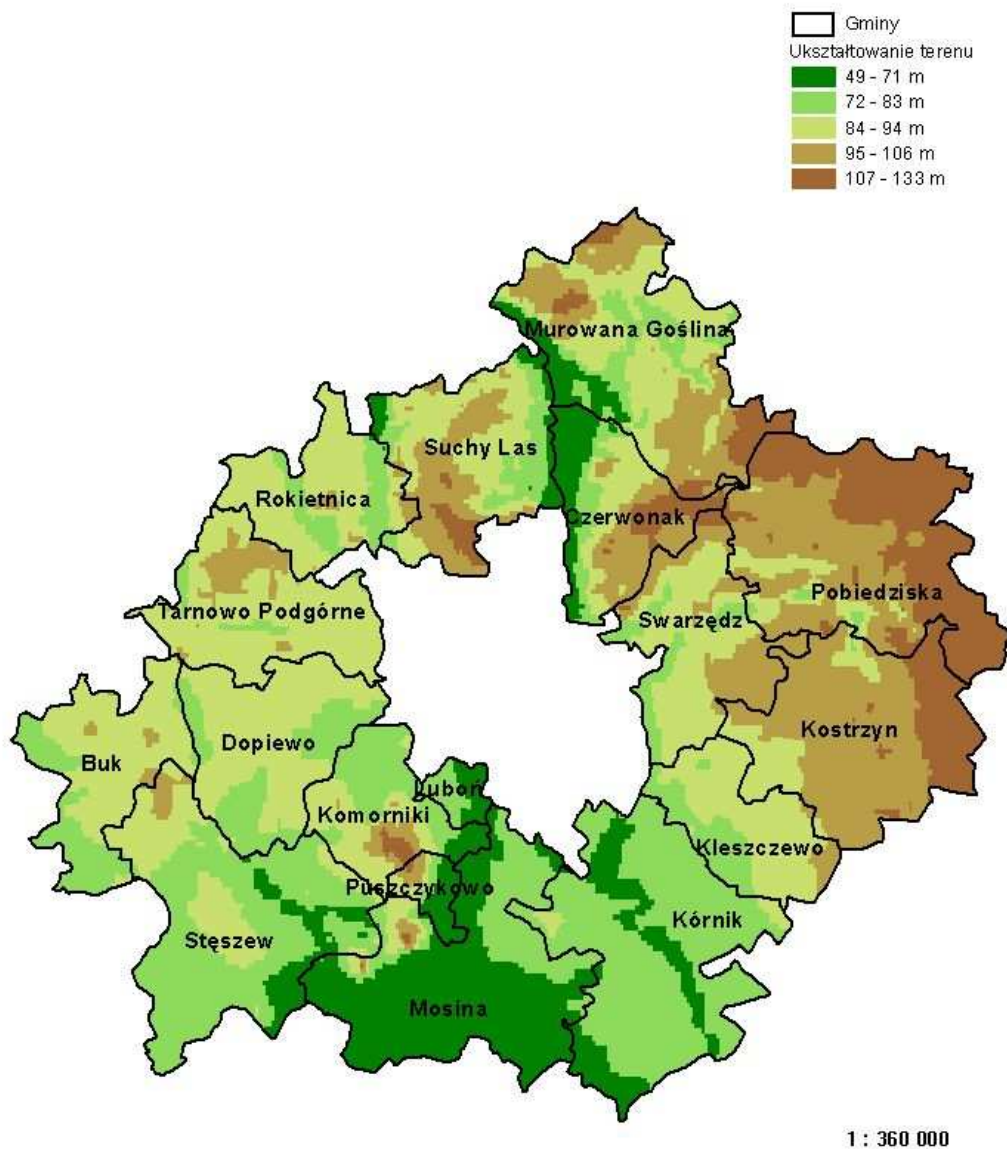 Gminy
Ukształtowanie terenu
49 - 71 m
72 - 83 m
84 - 94 m
95 - 106 m
107 - 133 m
Murowana Goślina
Suchy Las
Rokietnica
Czerwonak
Tarnowo Podgórne
Pobiedziska
Swarzędz
Kostrzyn
Buk
Dopiewo
Luboń
Komorniki
Kleszczewo
Puszczykowo
Kórnik
Stęszew
Mosina
1 : 360 000